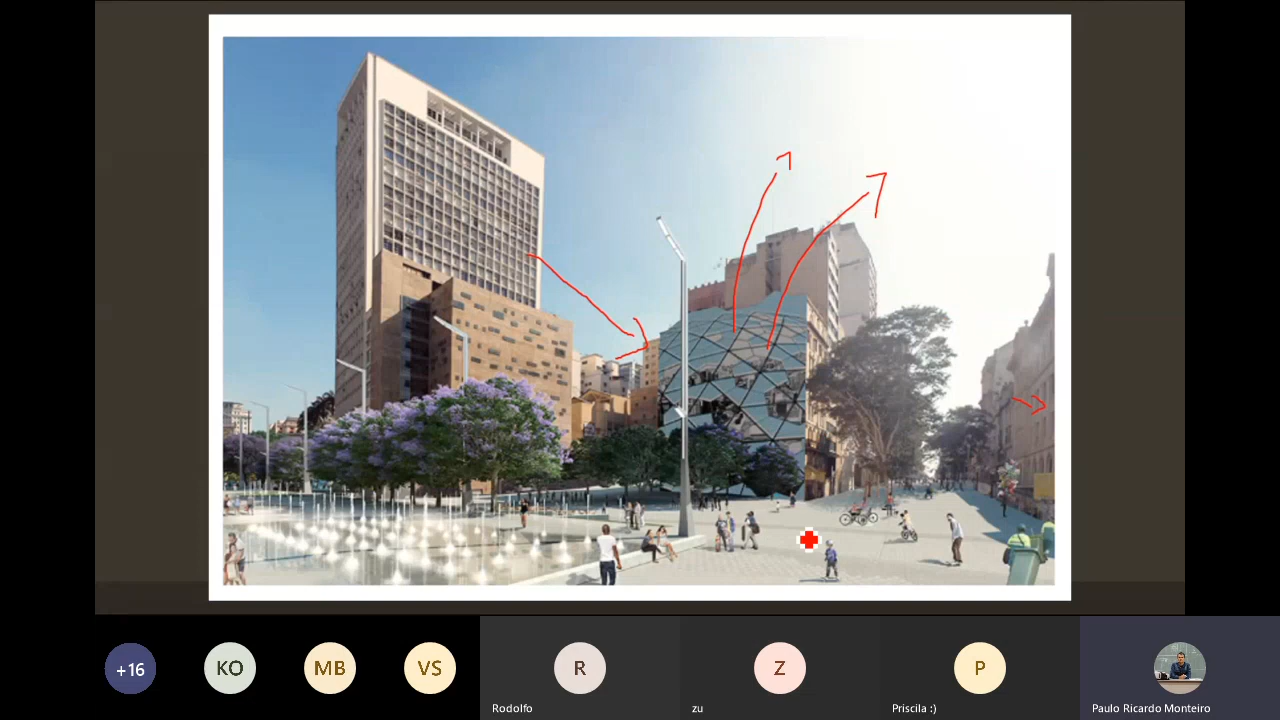 +16
KO
MB
VS
R
Z
P
Rodolfo
zu
Priscila :)
Paulo Ricardo Monteiro